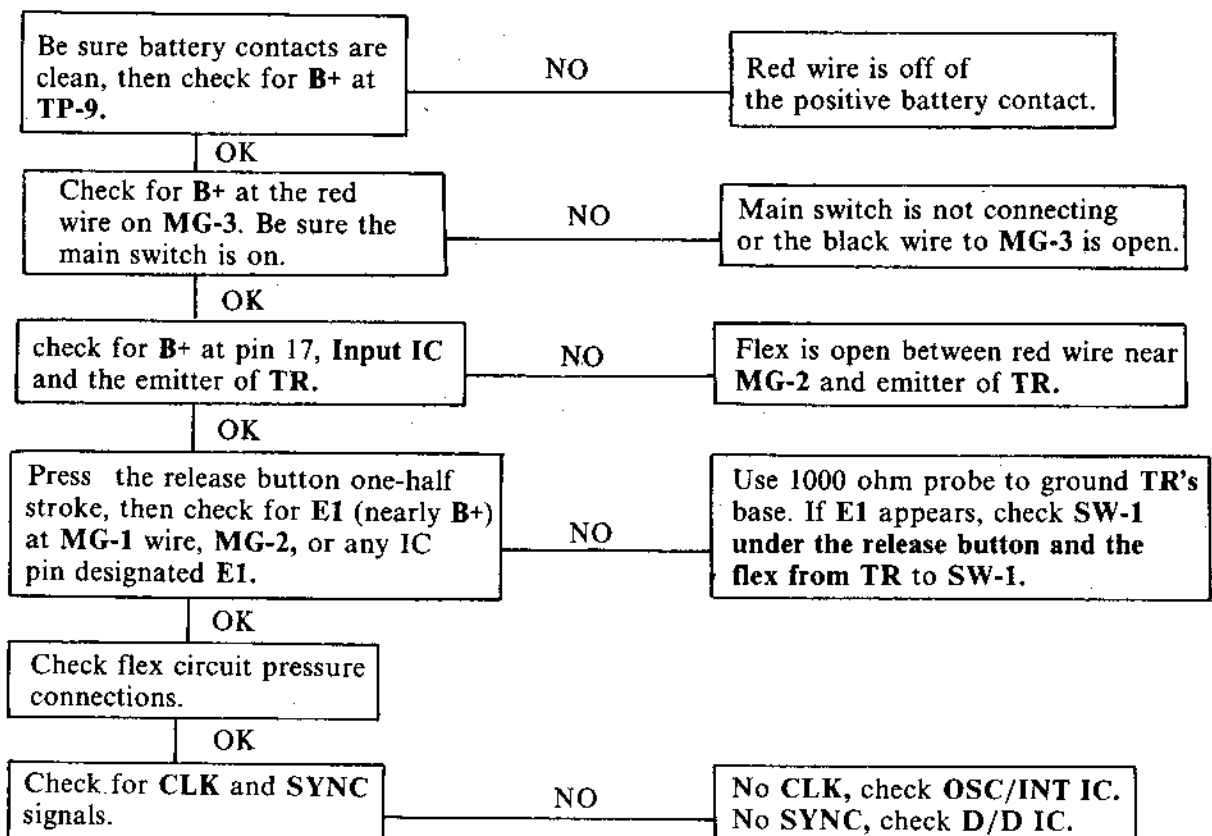 Be sure battery contacts are
clean, then check for B+ at
TP-9.
NO
Red wire is off of
the positive battery contact.
OK
Check for B+ at the red
wire on MG-3. Be sure the
main switch is on.
NO
Main switch is not connecting
or the black wire to MG-3 is open.
OK
check for B+ at pin 17, Input IC
and the emitter of TR.
NO
Flex is open between red wire near
MG-2 and emitter of TR.
OK
Press the release button one-half
stroke, then check for E1 (nearly B+)
at MG-1 wire, MG-2, or any IC
pin designated E1.
NO
Use 1000 ohm probe to ground TR's
base. If E1 appears, check SW-1
under the release button and the
flex from TR to SW-1.
OK
Check flex circuit pressure
connections.
OK
Check for CLK and SYNC
signals.
NO
No CLK, check OSC/INT IC.
No SYNC, check D/D IC.